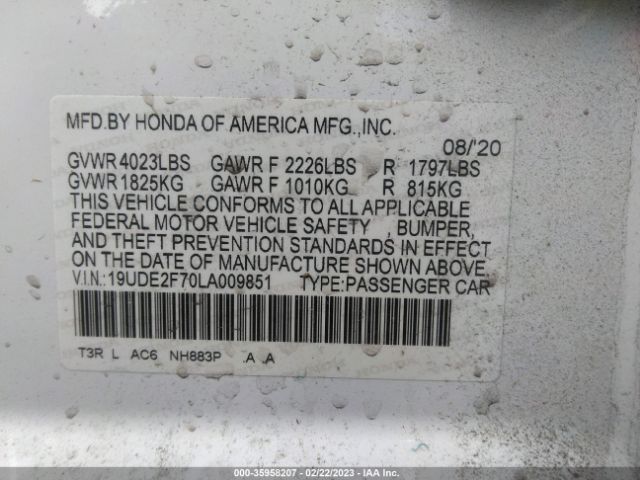 MFD.BY HONDA OF AMERICA MFG.,INC.
08/'20
GVWR 4023LBS GAWR F 2226LBS R 1797LBS
GVWR 1825KG GAWR F 1010KG R 815KG
THIS VEHICLE CONFORMS TO ALL APPLICABLE
FEDERAL MOTOR VEHICLE SAFETY , BUMPER,
AND THEFT PREVENTION STANDARDS IN EFFECT
ON THE DATE OF MANUFACTURE SHOWN ABOVE.
V.I.N.: 19UDE2F70LA009851 TYPE:PASSENGER CAR
T3R L AC6 NH883P .A .A
000-35958207 - 02/22/2023 - IAA Inc.